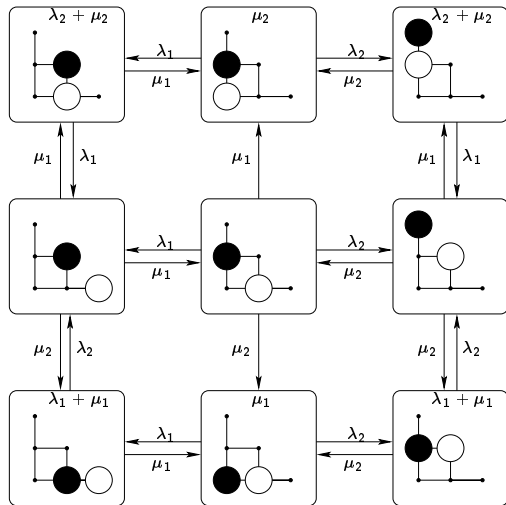 λ₂ + μ₂ μ₂ λ₂ + μ₂
λ₁ λ₂
μ₁ μ₂
μ₁ λ₁ μ₁ μ₁ λ₁
λ₁ λ₂
μ₁ μ₂
μ₂ λ₂ μ₂ μ₂ λ₂
λ₁ + μ₁ μ₁ λ₁ + μ₁
λ₁ λ₂
μ₁ μ₂